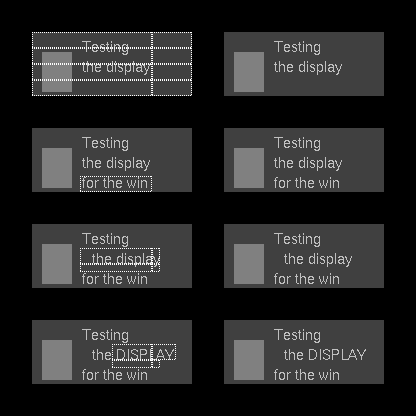 Testing
the display
Testing
the display
Testing
the display
for the win
Testing
the display
for the win
Testing
the display
for the win
Testing
the display
for the win
Testing
the DISPLAY
for the win
Testing
the DISPLAY
for the win